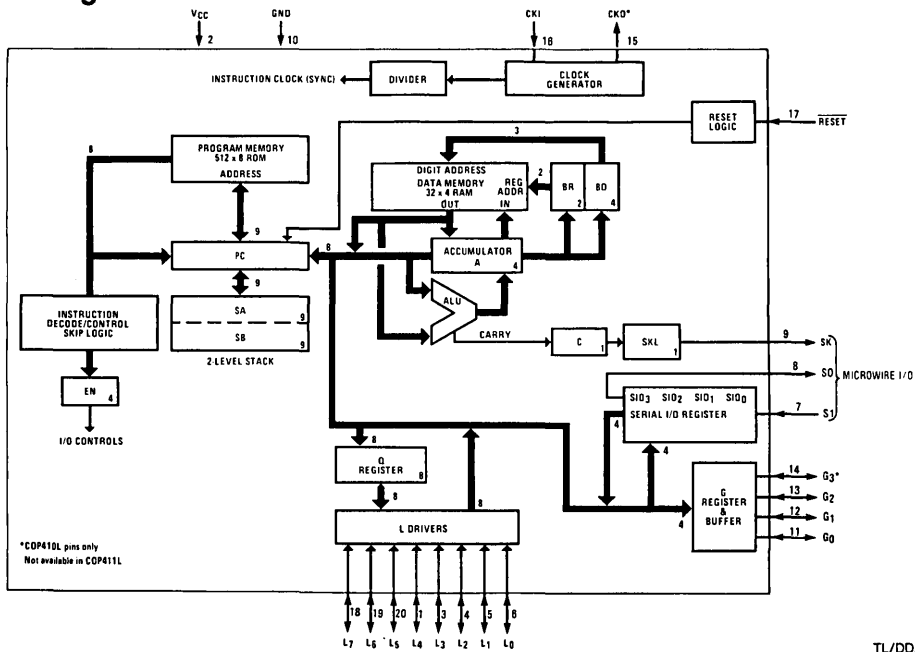 VCC GND CKI CKO*
2 10 16 15
INSTRUCTION CLOCK (SYNC) DIVIDER CLOCK GENERATOR
RESET LOGIC 17 RESET
3
8
PROGRAM MEMORY
512 x 8 ROM
ADDRESS
DIGIT ADDRESS
DATA MEMORY
32 x 4 RAM
REG ADDR
OUT IN
2
BR 2
BD 4
9
PC
8
ACCUMULATOR
A 4
9
SA 9
SB 9
2-LEVEL STACK
INSTRUCTION
DECODE/CONTROL
SKIP LOGIC
ALU
CARRY
C 1
SKL 1
9 SK
8 SO
7 S1
MICROWIRE I/O
EN 4
I/O CONTROLS
SIO3 SIO2 SIO1 SIO0
SERIAL I/O REGISTER
4
4
8
Q
REGISTER 8
8
8
L DRIVERS
4
G
REGISTER
&
BUFFER
14 G3*
13 G2
12 G1
11 G0
*COP410L pins only
Not available in COP411L
18 19 20 1 3 4 5 6
L7 L6 L5 L4 L3 L2 L1 L0
TL/DD